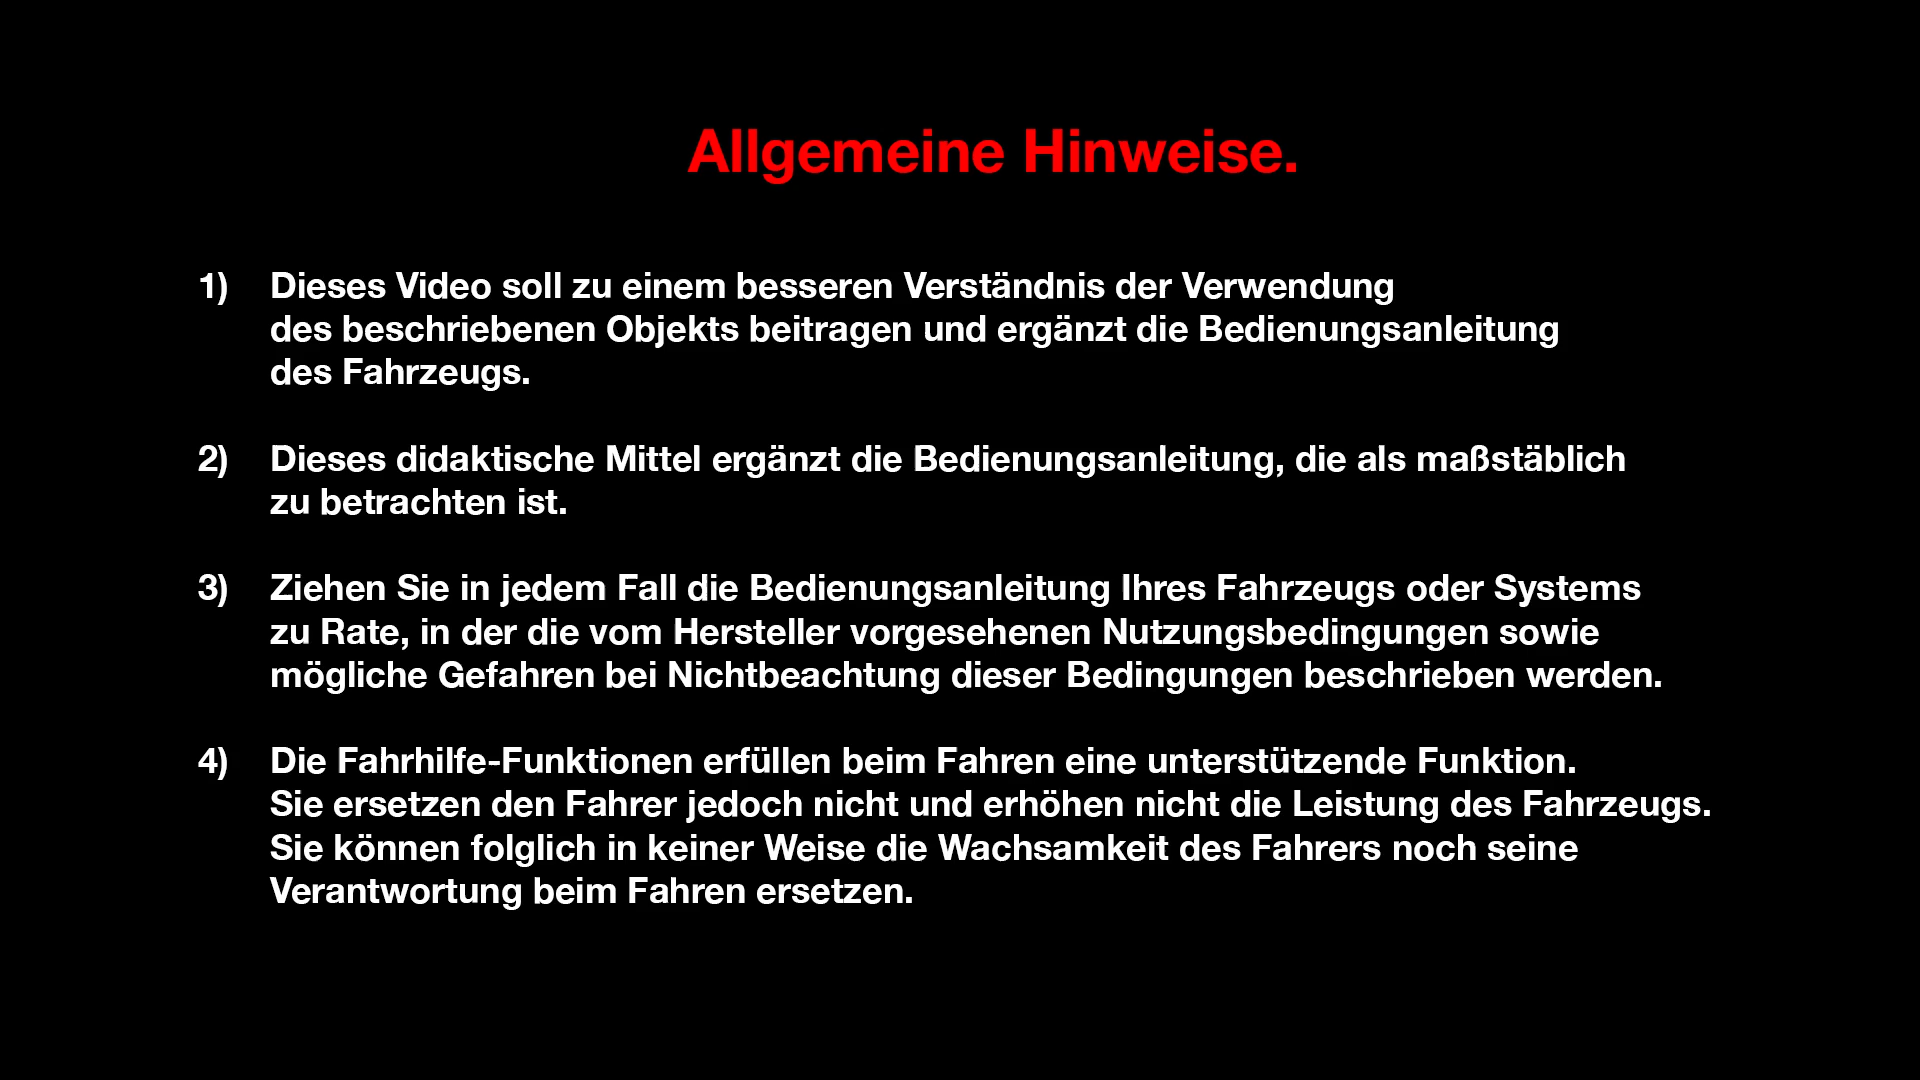 Allgemeine Hinweise.
1) Dieses Video soll zu einem besseren Verständnis der Verwendung
des beschriebenen Objekts beitragen und ergänzt die Bedienungsanleitung
des Fahrzeugs.
2) Dieses didaktische Mittel ergänzt die Bedienungsanleitung, die als maßstäblich
zu betrachten ist.
3) Ziehen Sie in jedem Fall die Bedienungsanleitung Ihres Fahrzeugs oder Systems
zu Rate, in der die vom Hersteller vorgesehenen Nutzungsbedingungen sowie
mögliche Gefahren bei Nichtbeachtung dieser Bedingungen beschrieben werden.
4) Die Fahrhilfe-Funktionen erfüllen beim Fahren eine unterstützende Funktion.
Sie ersetzen den Fahrer jedoch nicht und erhöhen nicht die Leistung des Fahrzeugs.
Sie können folglich in keiner Weise die Wachsamkeit des Fahrers noch seine
Verantwortung beim Fahren ersetzen.